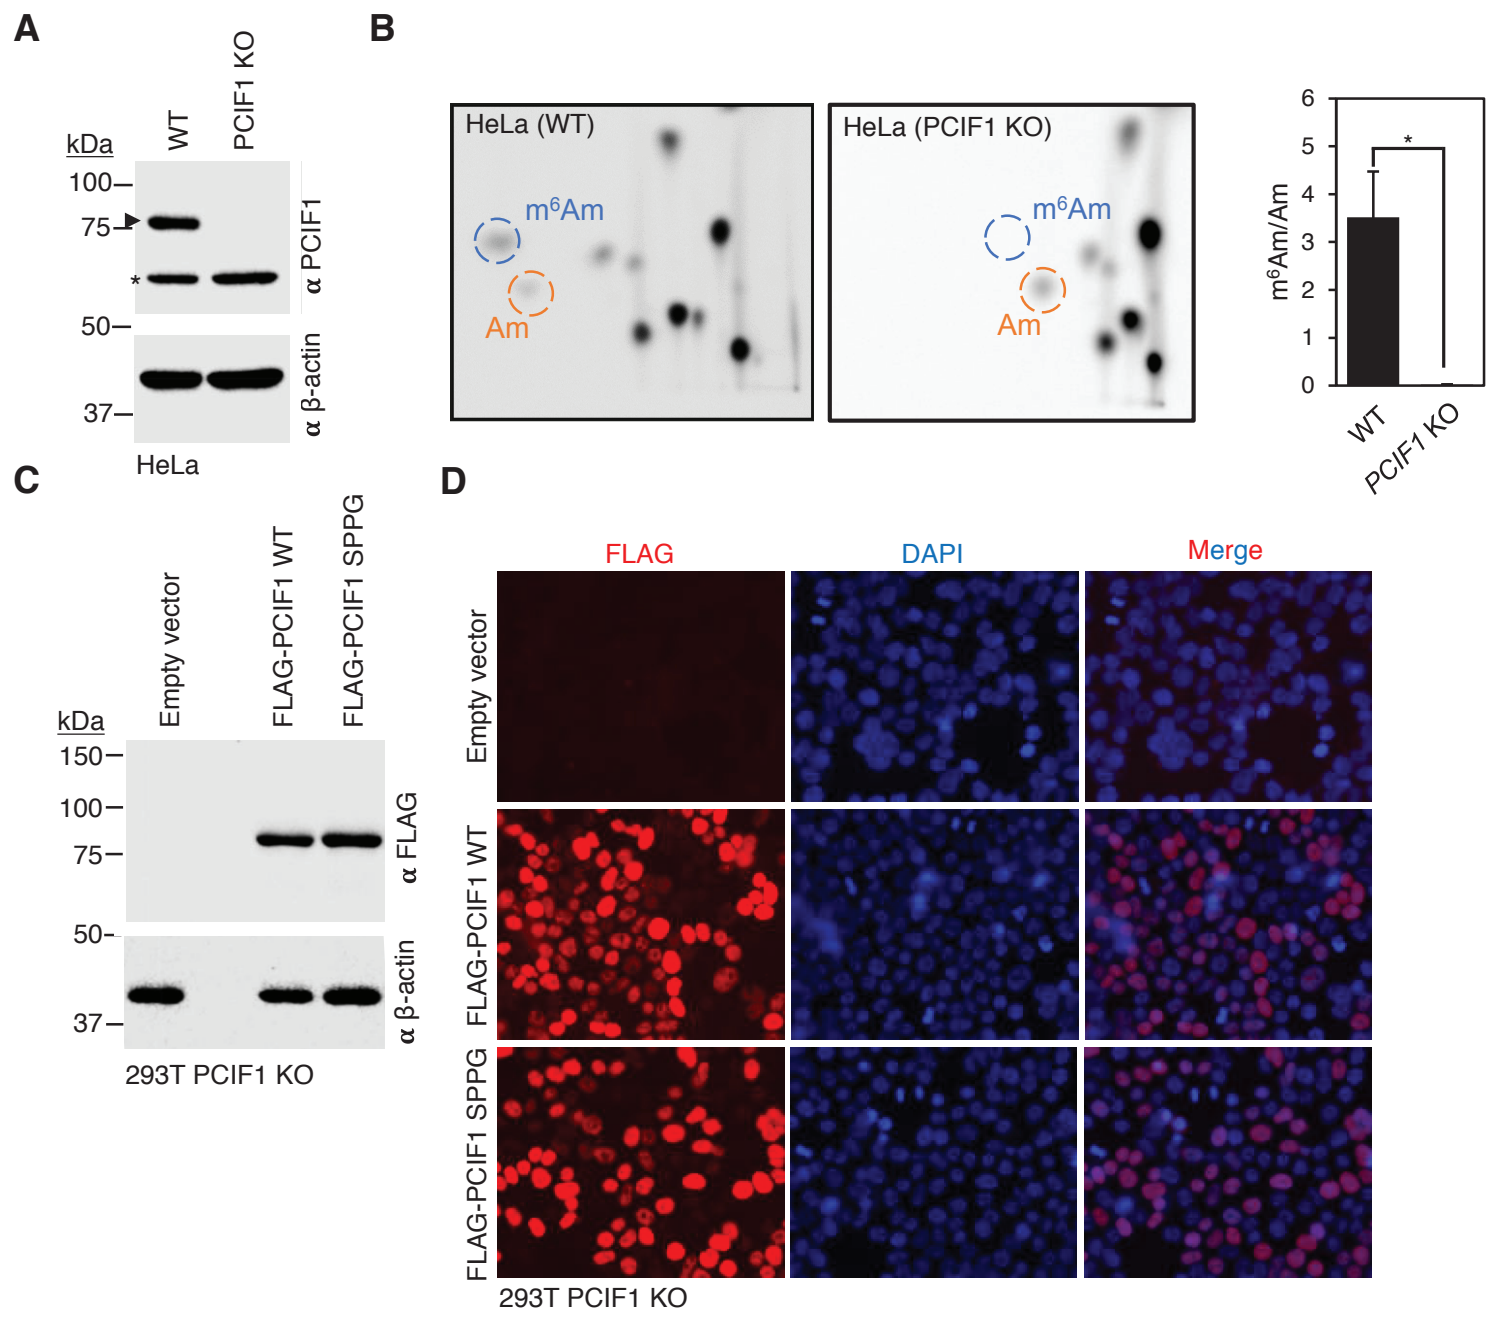 A
WT
PCIF1 KO
kDa
100
75
*
50
37
α PCIF1
α β-actin
HeLa
B
HeLa (WT)
m⁶Am
Am
HeLa (PCIF1 KO)
m⁶Am
Am
6
5
4
3
2
1
0
m⁶Am/Am
*
WT
PCIF1 KO
C
Empty vector
FLAG-PCIF1 WT
FLAG-PCIF1 SPPG
kDa
150
100
75
50
37
α FLAG
α β-actin
293T PCIF1 KO
D
FLAG
DAPI
Merge
Empty vector
FLAG-PCIF1 WT
FLAG-PCIF1 SPPG
293T PCIF1 KO